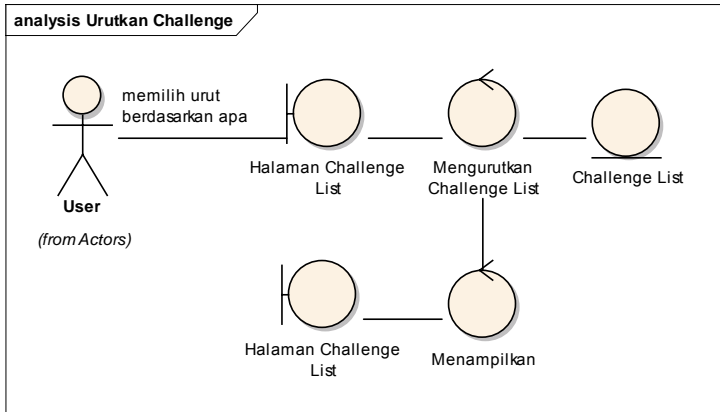 analysis Urutkan Challenge
memilih urut
berdasarkan apa
User
(from Actors)
Halaman Challenge
List
Mengurutkan
Challenge List
Challenge List
Halaman Challenge
List
Menampilkan